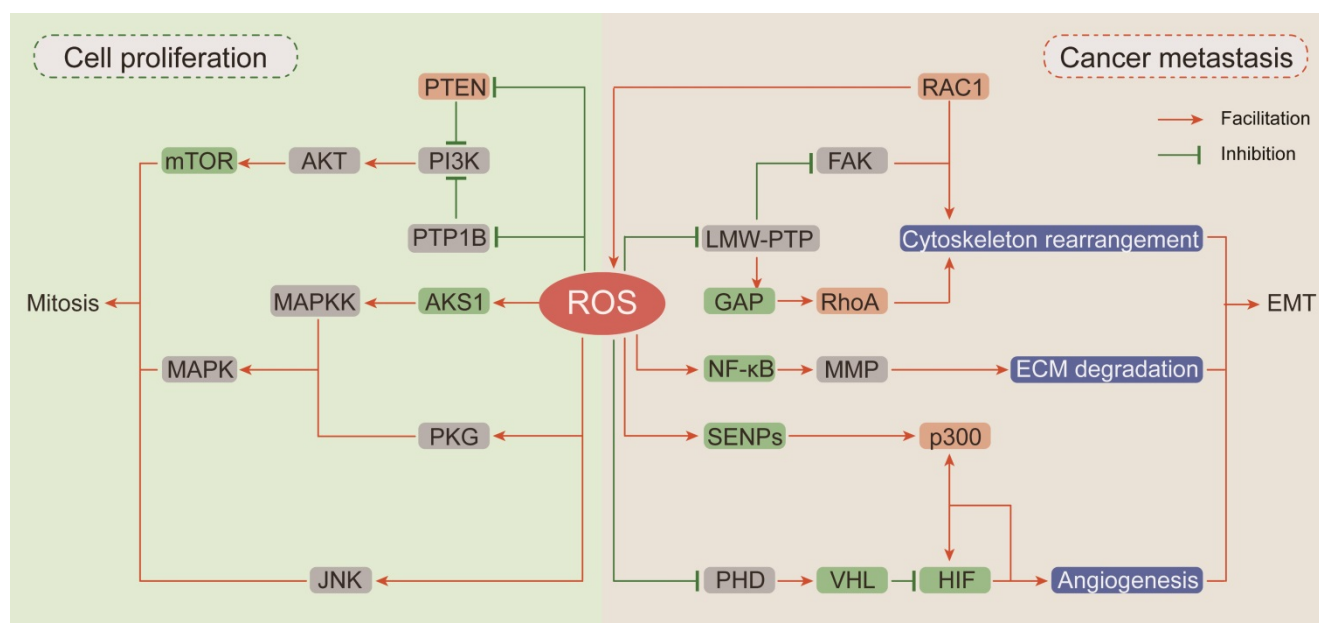 Cell proliferation
Cancer metastasis
PTEN
RAC1
Facilitation
Inhibition
mTOR
AKT
PI3K
FAK
PTP1B
LMW-PTP
Cytoskeleton rearrangement
Mitosis
MAPKK
AKS1
ROS
GAP
RhoA
EMT
MAPK
NF-κB
MMP
ECM degradation
PKG
SENPs
p300
JNK
PHD
VHL
HIF
Angiogenesis